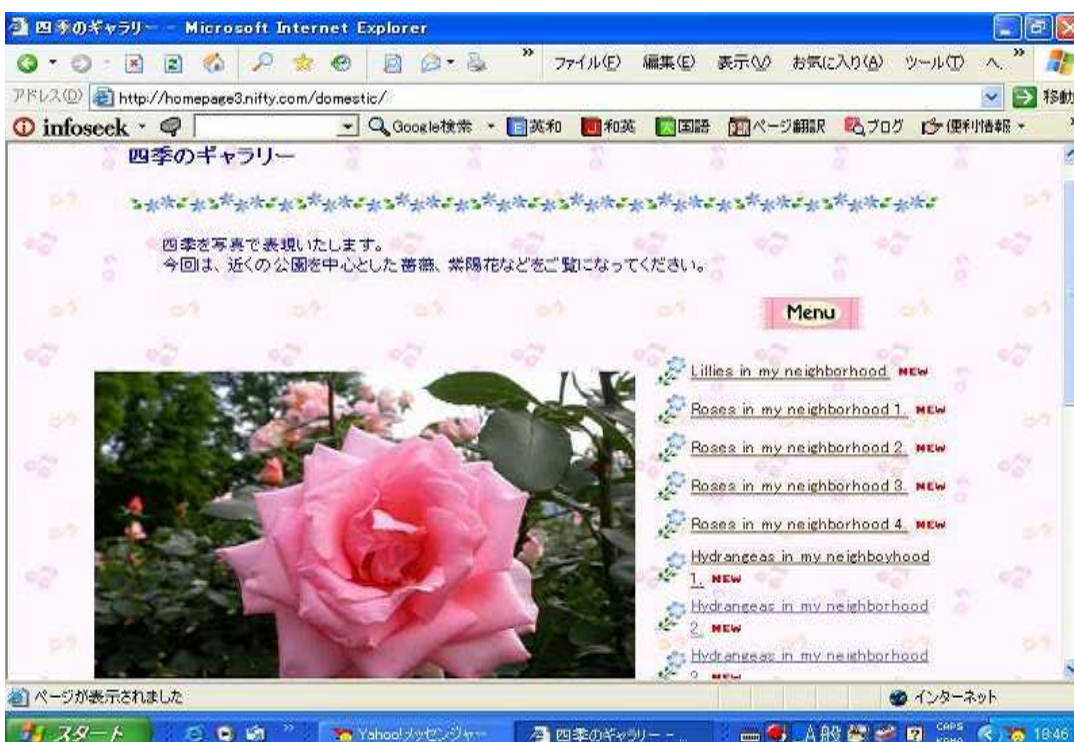 四季のギャラリー - Microsoft Internet Explorer
ファイル(F) 編集(E) 表示(V) お気に入り(A) ツール(T) ヘ
アドレス(D) http://homepage3.nifty.com/domestic/ 移動
infoseek Google検索 英和 和英 国語 ページ翻訳 ブログ 便利情報
四季のギャラリー
四季を写真で表現いたします。
今回は、近くの公園を中心とした薔薇、紫陽花などをご覧になってください。
Menu
Lillies in my neighborhood. NEW
Roses in my neighborhood 1. NEW
Roses in my neighborhood 2. NEW
Roses in my neighborhood 3. NEW
Roses in my neighborhood 4. NEW
Hydrangeas in my neighboyhood
1. NEW
Hydrangeas in my neighborhood
2. NEW
Hydrangeas in my neighborhood
NEW
ページが表示されました インターネット
スタート Yahoo!メッセンジャー 四季のギャラリー - ... A 般 CAPS KANA 18:46